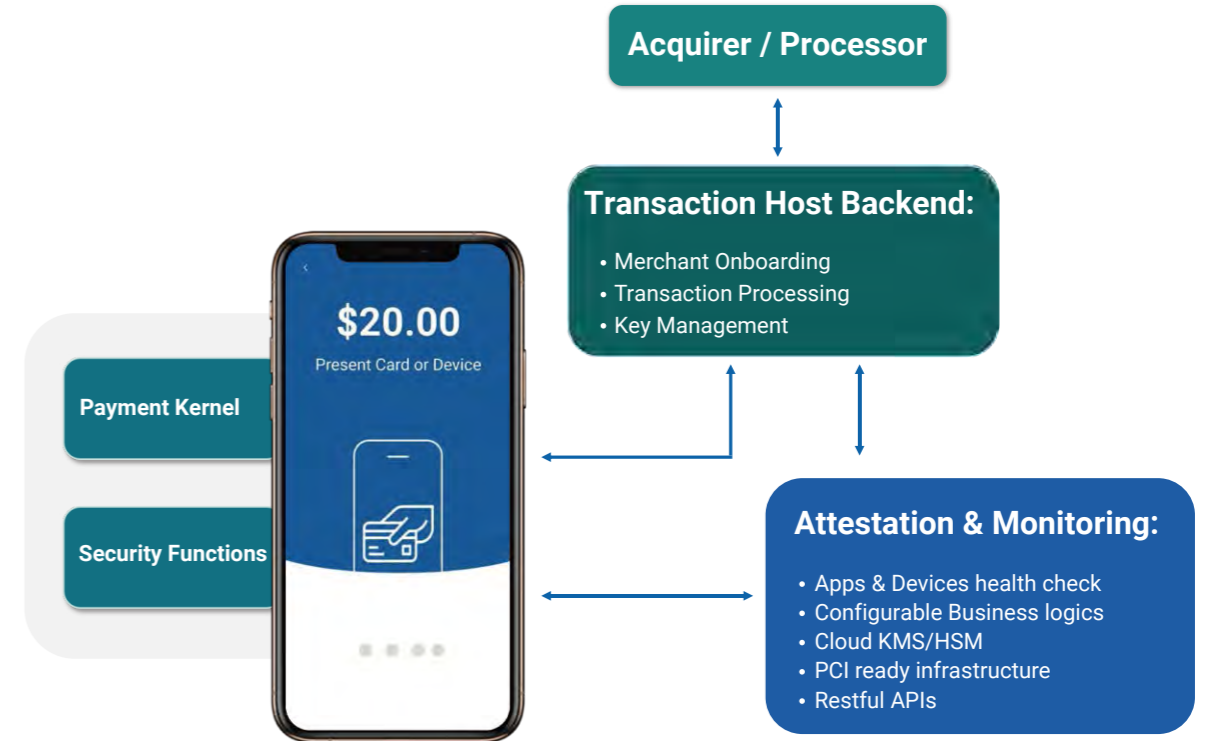 Acquirer / Processor
Transaction Host Backend:
• Merchant Onboarding
• Transaction Processing
• Key Management
$20.00
Present Card or Device
Payment Kernel
Security Functions
Attestation & Monitoring:
• Apps & Devices health check
• Configurable Business logics
• Cloud KMS/HSM
• PCI ready infrastructure
• Restful APIs